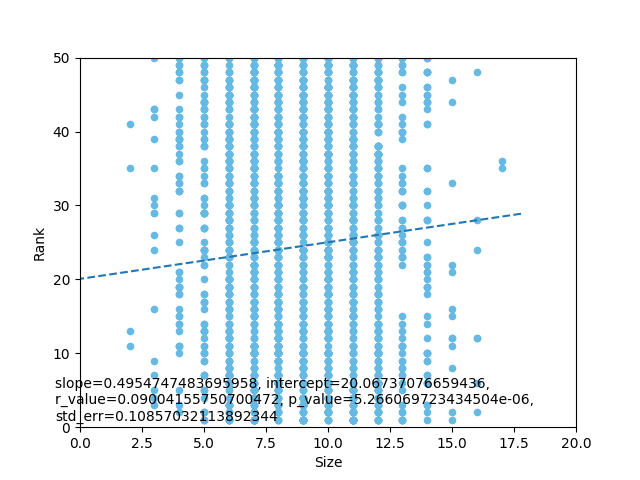 50
40
30
20
10
0
Rank
slope=0.4954747483695958, intercept=20.06737076659436,
r_value=0.09004155750700472, p_value=5.266069723434504e-06,
std_err=0.10857032113892344
0.0 2.5 5.0 7.5 10.0 12.5 15.0 17.5 20.0
Size